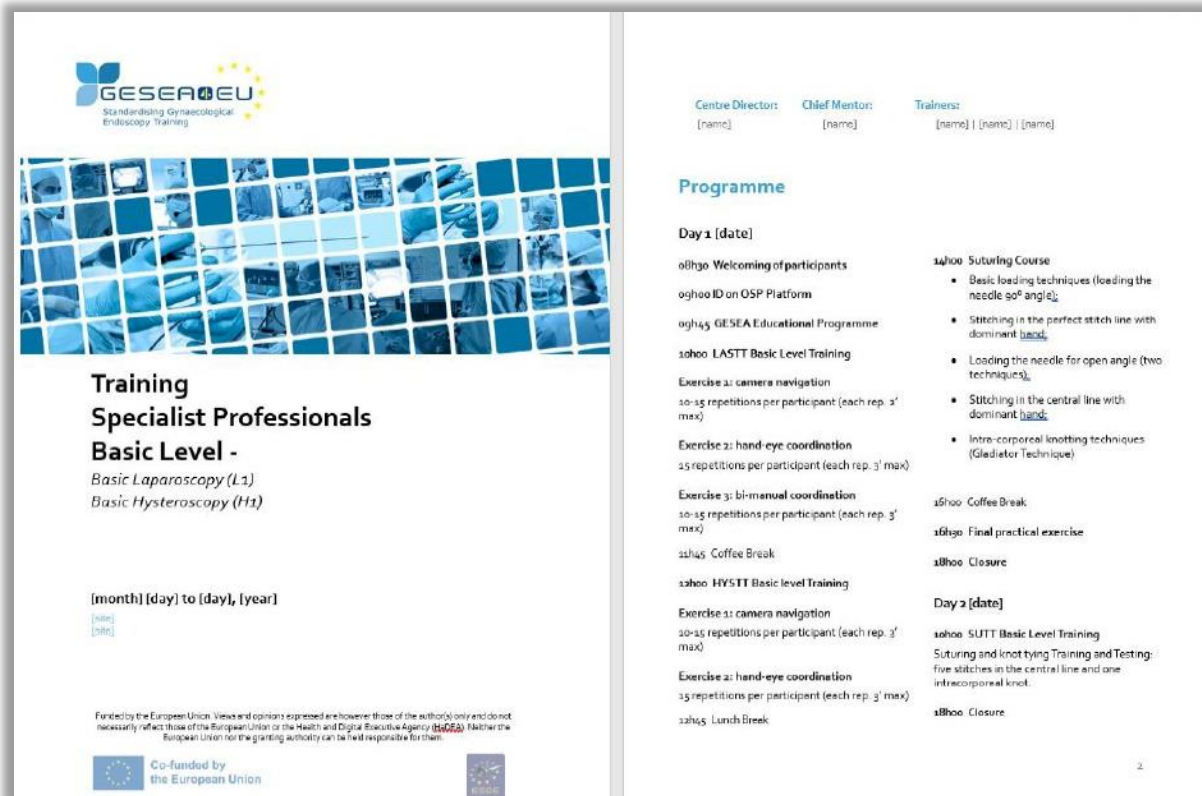 GESEA4EU
Standardising Gynaecological
Endoscopy Training
Training
Specialist Professionals
Basic Level -
Basic Laparoscopy (L1)
Basic Hysteroscopy (H1)
[month] [day] to [day], [year]
[site]
[site]
Funded by the European Union. Views and opinions expressed are however those of the author(s) only and do not
necessarily reflect those of the European Union or the Health and Digital Executive Agency (HaDEA). Neither the
European Union nor the granting authority can be held responsible for them.
Co-funded by
the European Union
Centre Director: Chief Mentor: Trainers:
[name] [name] [name] | [name] | [name]
Programme
Day 1 [date]
08h30 Welcoming of participants
09h00 ID on OSP Platform
09h45 GESEA Educational Programme
10h00 LASTT Basic Level Training
Exercise 1: camera navigation
10-15 repetitions per participant (each rep. 2'
max)
Exercise 2: hand-eye coordination
15 repetitions per participant (each rep. 3' max)
Exercise 3: bi-manual coordination
10-15 repetitions per participant (each rep. 3'
max)
11h45 Coffee Break
12h00 HYSTT Basic level Training
Exercise 1: camera navigation
10-15 repetitions per participant (each rep. 3'
max)
Exercise 2: hand-eye coordination
15 repetitions per participant (each rep. 3' max)
12h45 Lunch Break
14h00 Suturing Course
• Basic loading techniques (loading the
needle 90º angle);
• Stitching in the perfect stitch line with
dominant hand;
• Loading the needle for open angle (two
techniques),
• Stitching in the central line with
dominant hand;
• Intra-corporeal knotting techniques
(Gladiator Technique)
16h00 Coffee Break
16h30 Final practical exercise
18h00 Closure
Day 2 [date]
10h00 SUTT Basic Level Training
Suturing and knot tying Training and Testing:
five stitches in the central line and one
intracorporeal knot.
18h00 Closure
2